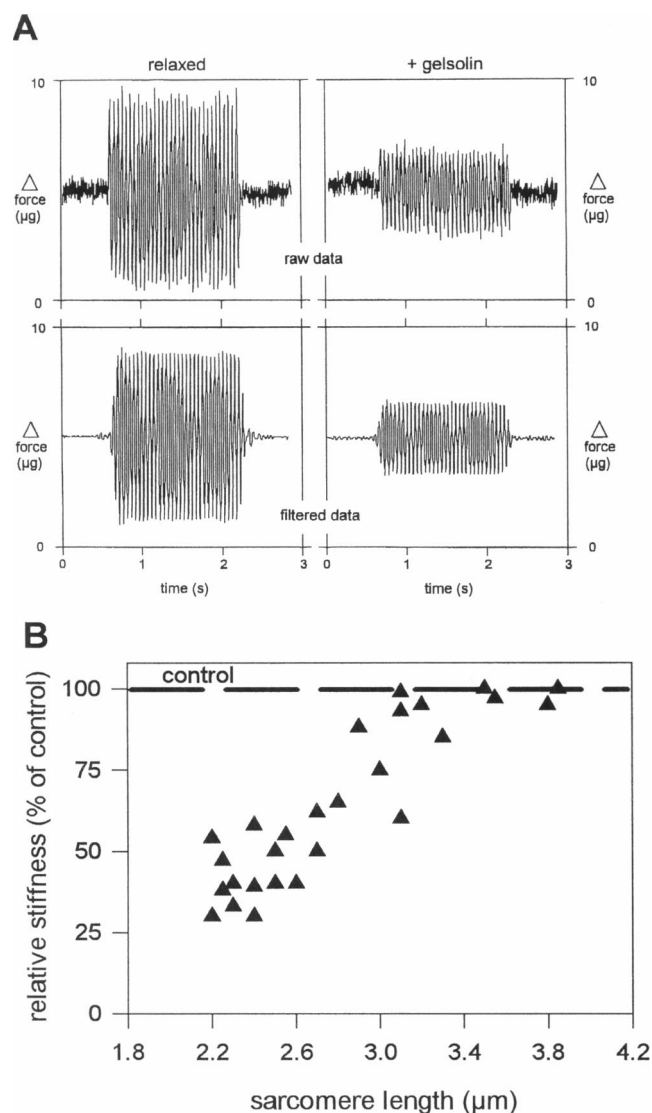 A
relaxed
+ gelsolin
10
10
Δ
force
(µg)
Δ
force
(µg)
raw data
0
0
10
10
Δ
force
(µg)
Δ
force
(µg)
filtered data
0
0
0 1 2 3
0 1 2 3
time (s)
time (s)
B
control
100
75
50
25
0
relative stiffness (% of control)
1.8 2.2 2.6 3.0 3.4 3.8 4.2
sarcomere length (µm)